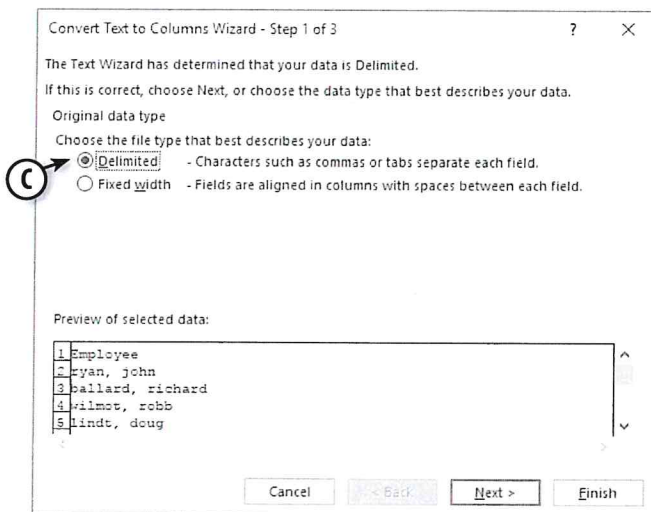 Convert Text to Columns Wizard - Step 1 of 3 ? ×
The Text Wizard has determined that your data is Delimited.
If this is correct, choose Next, or choose the data type that best describes your data.
Original data type
Choose the file type that best describes your data:
C
Delimited - Characters such as commas or tabs separate each field.
Fixed width - Fields are aligned in columns with spaces between each field.
Preview of selected data:
1 Employee
2 ryan, john
3 ballard, richard
4 wilmot, robb
5 lindt, doug
Cancel < Back Next > Finish